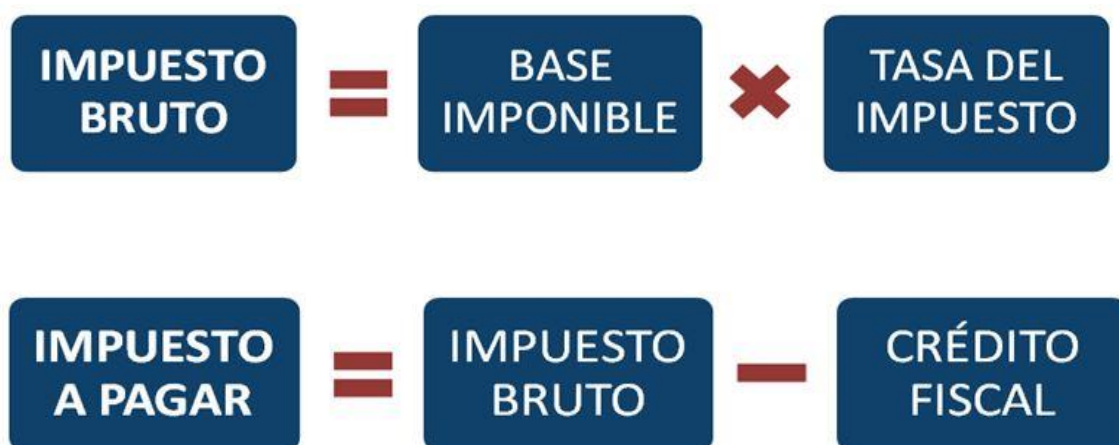 IMPUESTO
BRUTO
=
BASE
IMPONIBLE
×
TASA DEL
IMPUESTO
IMPUESTO
A PAGAR
=
IMPUESTO
BRUTO
−
CRÉDITO
FISCAL